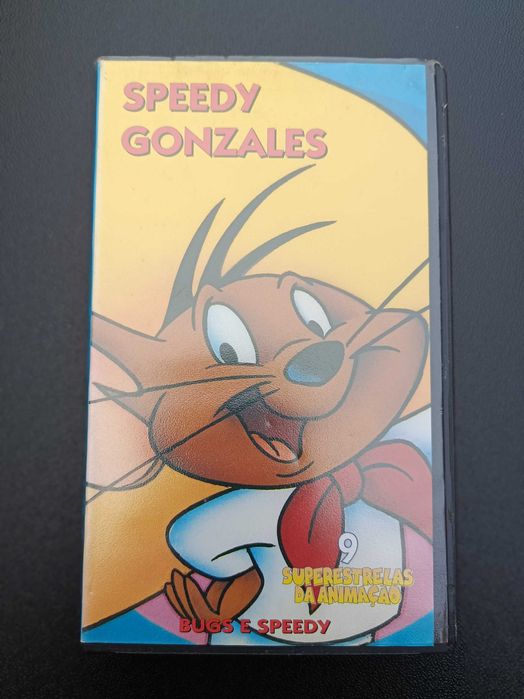 SPEEDY
GONZALES
9
SUPERESTRELAS
DA ANIMAÇÃO
BUGS E SPEEDY